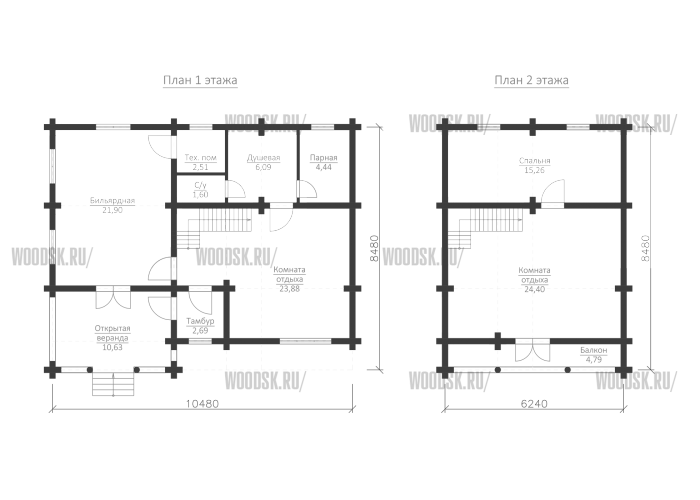 План 1 этажа
План 2 этажа
WOODSK.RU/
WOODSK.RU/
WOODSK.RU/
Тех. пом
2,51
Душевая
6,09
Парная
4,44
С/у
1,60
Бильярдная
21,90
WOODSK.RU/
WOODSK.RU/
Комната
отдыха
23,88
8480
Открытая
веранда
10,63
Тамбур
2,69
WOODSK.RU/
10480
Спальня
15,26
WOODSK.RU/
WOODSK.RU/
Комната
отдыха
24,40
8480
Балкон
4,79
WOODSK.RU/
WOODSK.RU/
6240